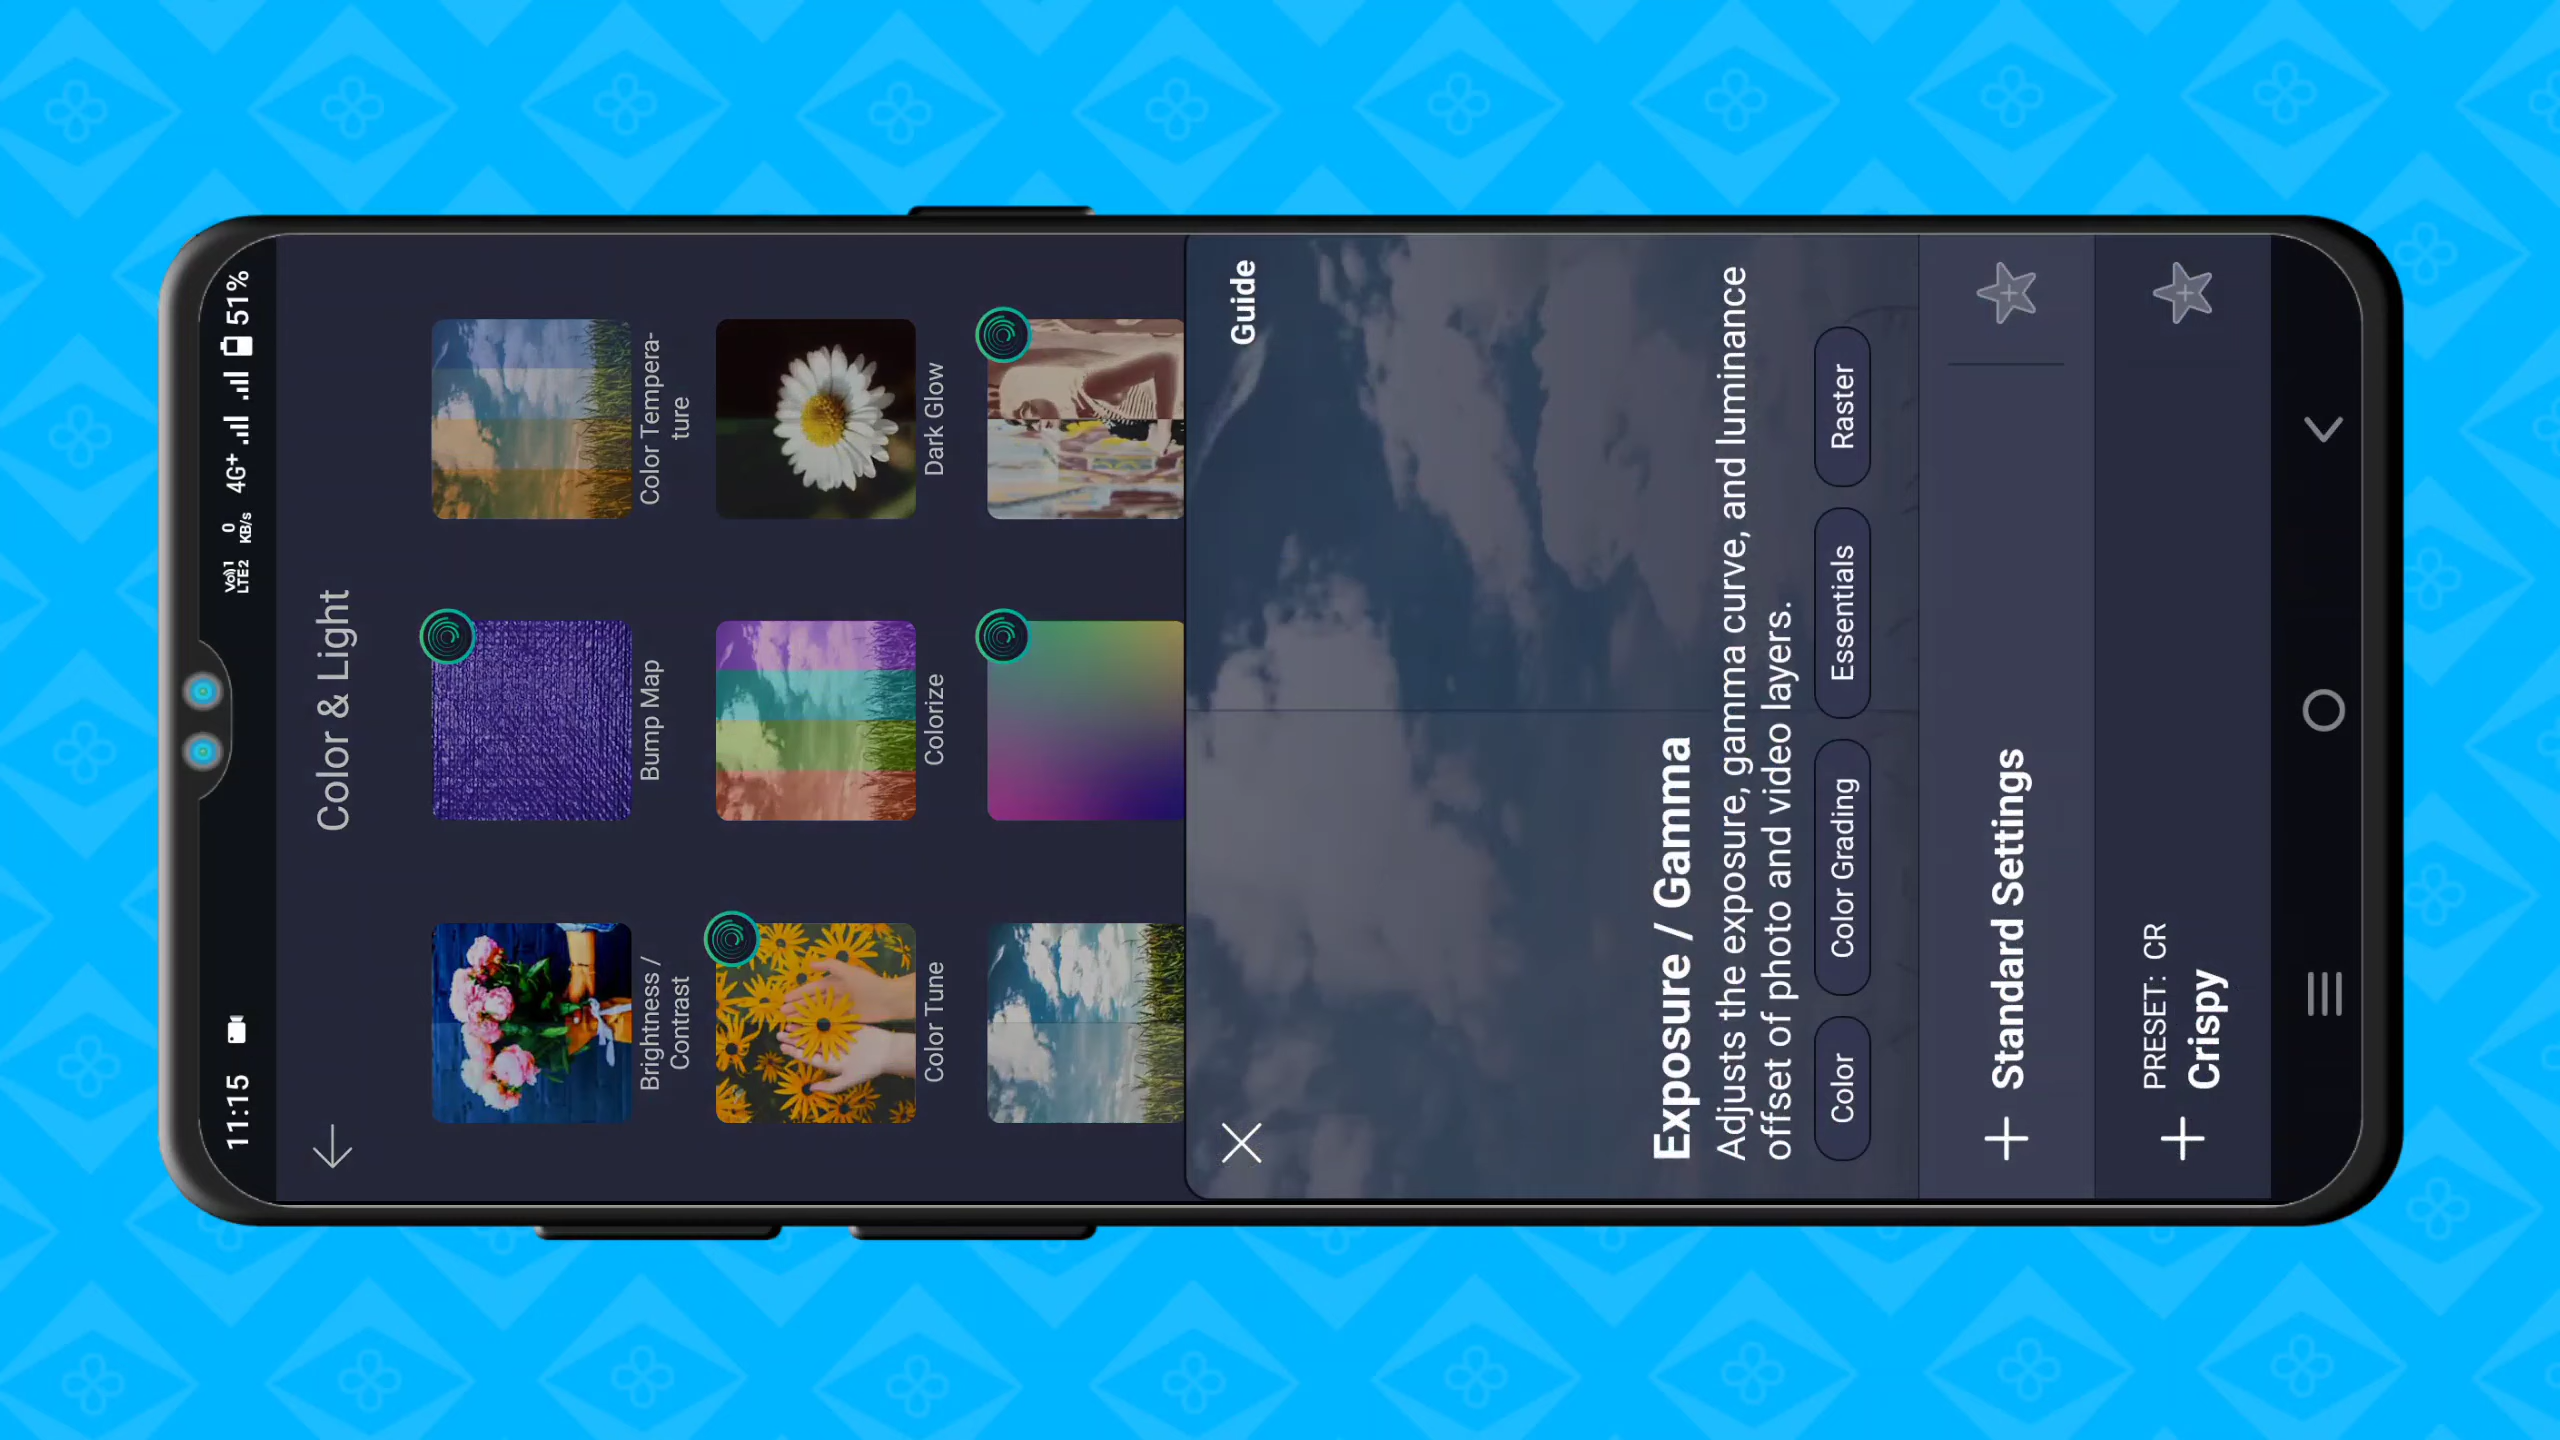 11:15
Vo)) 1
LTE2
0
KB/s
4G+
51%
Color & Light
Brightness /
Contrast
Bump Map
Color Tempera-
ture
Color Tune
Colorize
Dark Glow
Guide
Exposure / Gamma
Adjusts the exposure, gamma curve, and luminance
offset of photo and video layers.
Color
Color Grading
Essentials
Raster
Standard Settings
PRESET: CR
Crispy